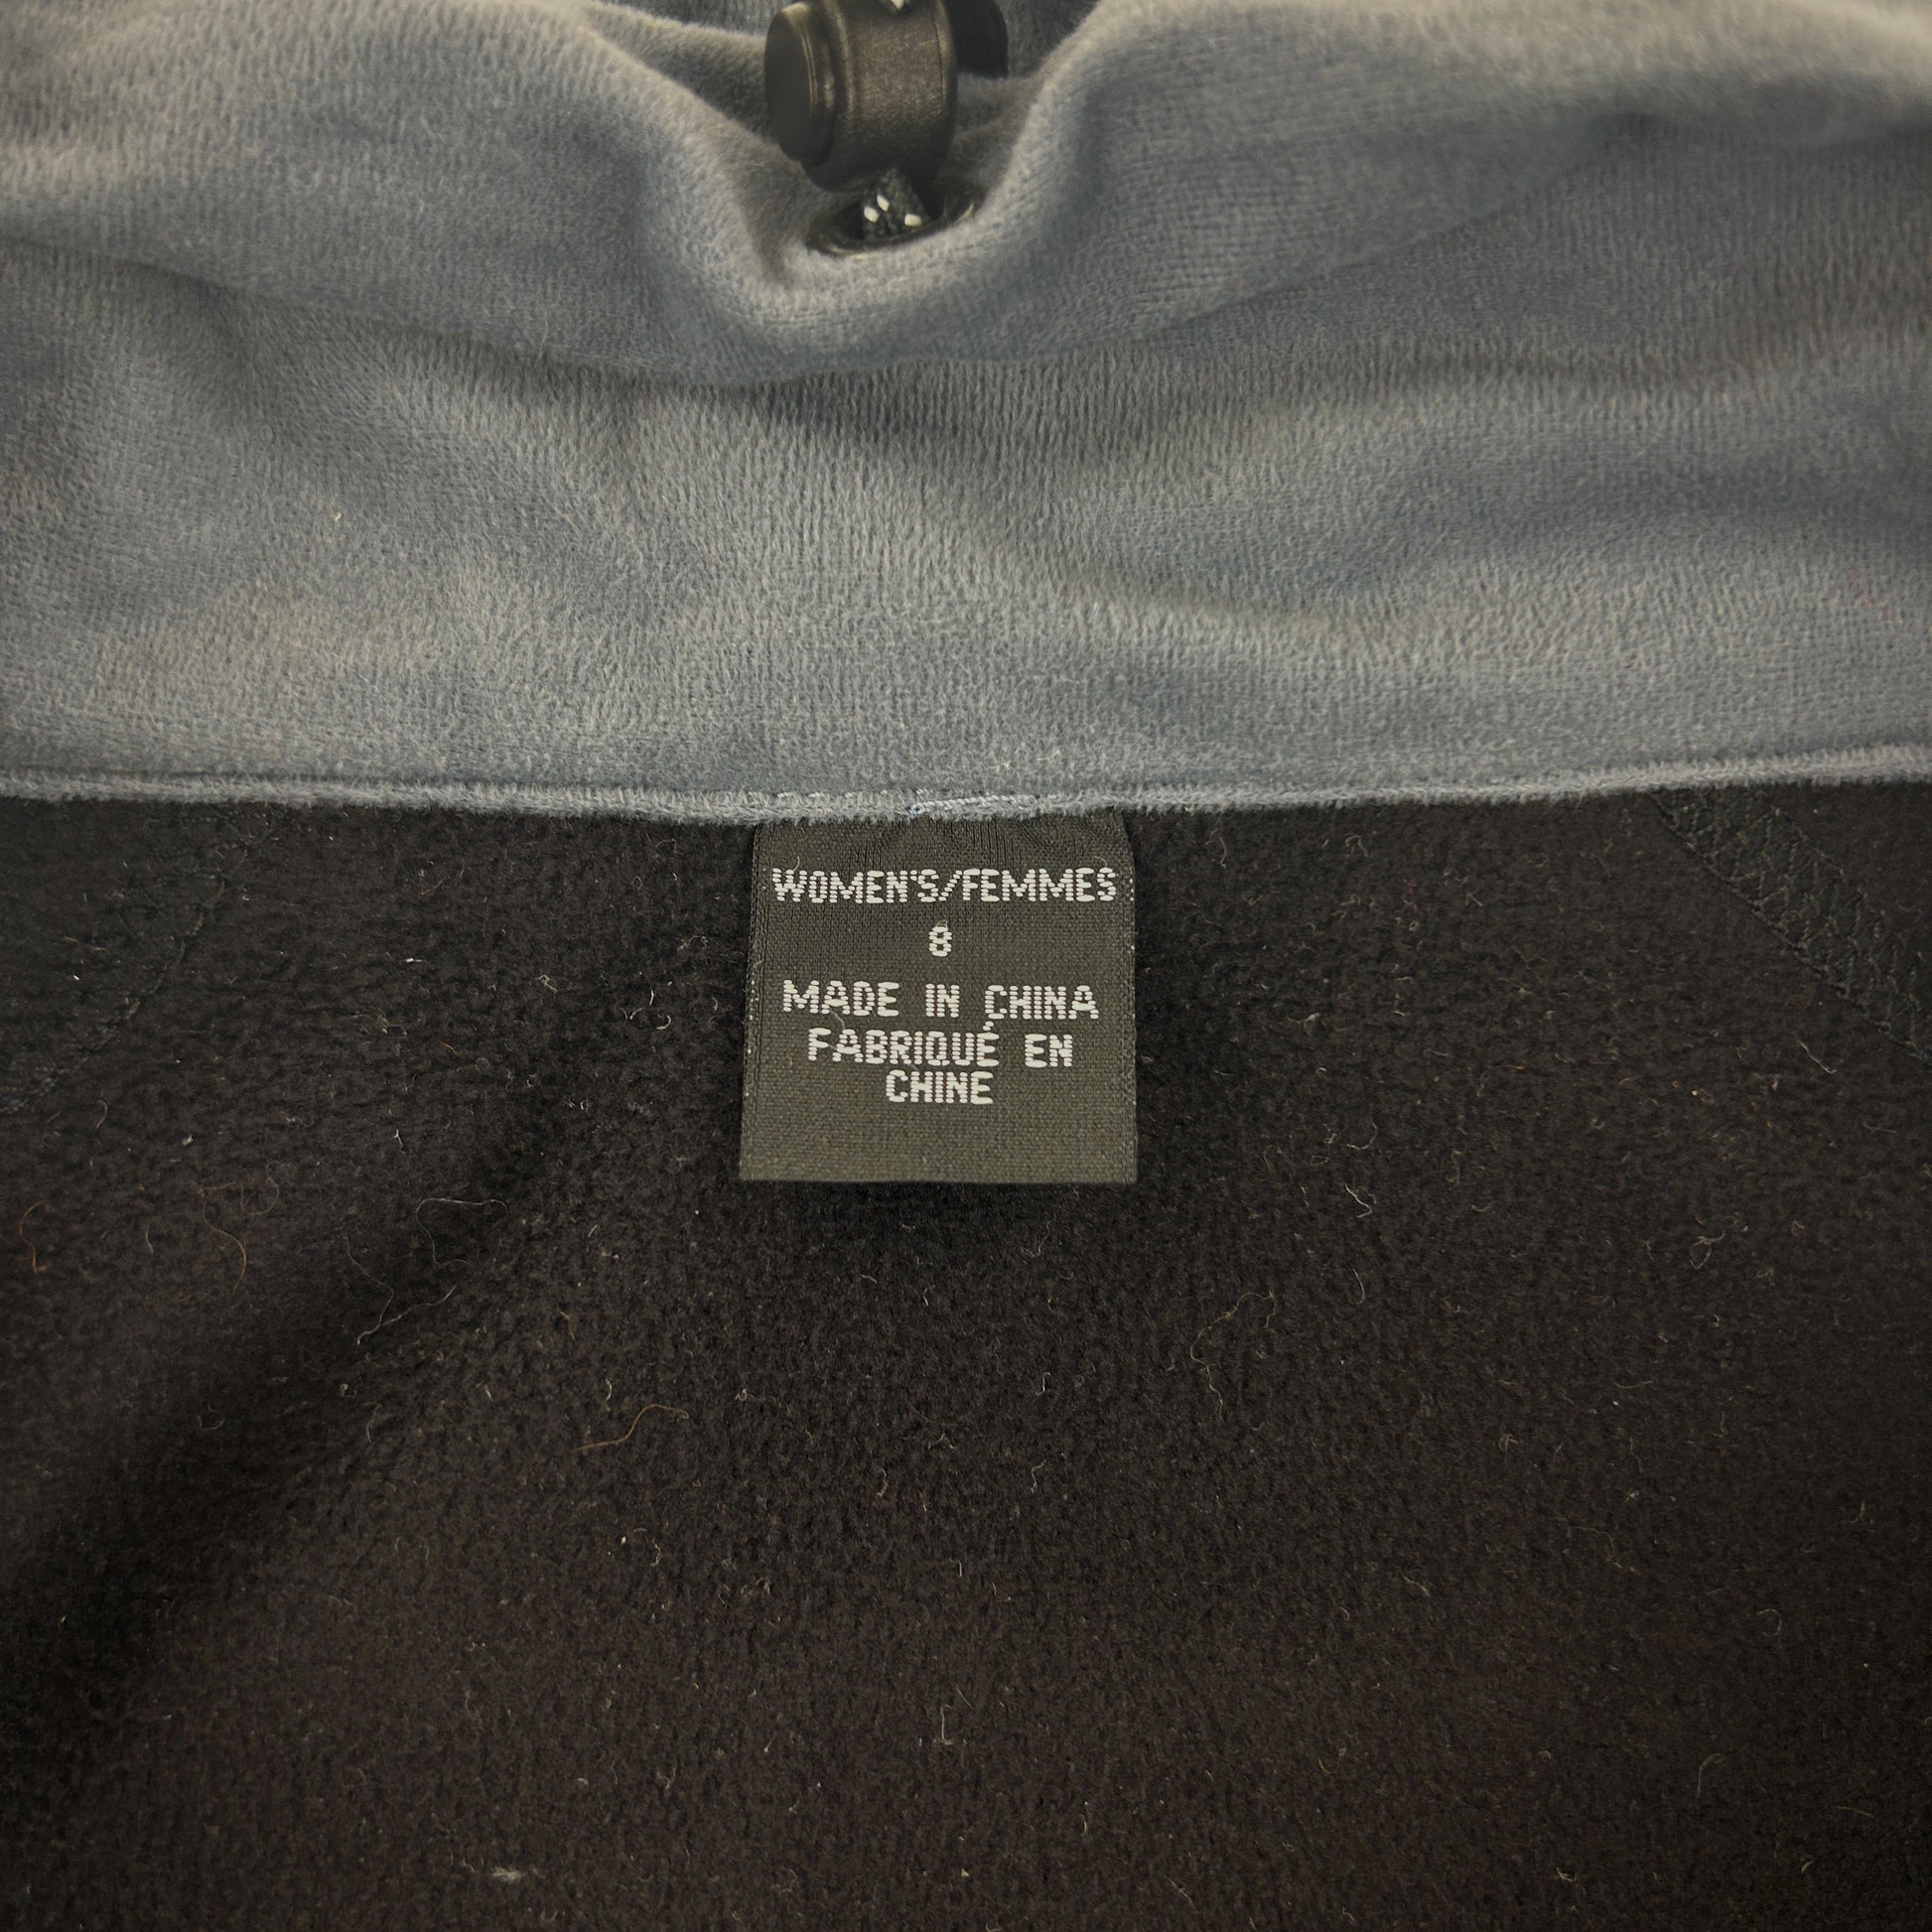 WOMEN'S/FEMMES
8
MADE IN CHINA
FABRIQUÉ EN
CHINE